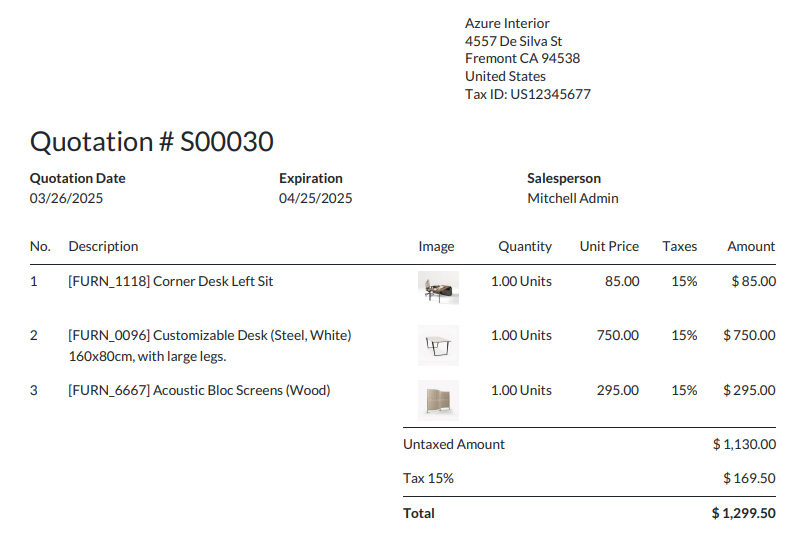 Azure Interior
4557 De Silva St
Fremont CA 94538
United States
Tax ID: US12345677
Quotation # S00030
Quotation Date Expiration Salesperson
03/26/2025 04/25/2025 Mitchell Admin
No. Description Image Quantity Unit Price Taxes Amount
1 [FURN_1118] Corner Desk Left Sit 1.00 Units 85.00 15% $ 85.00
2 [FURN_0096] Customizable Desk (Steel, White) 1.00 Units 750.00 15% $ 750.00
160x80cm, with large legs.
3 [FURN_6667] Acoustic Bloc Screens (Wood) 1.00 Units 295.00 15% $ 295.00
Untaxed Amount $ 1,130.00
Tax 15% $ 169.50
Total $ 1,299.50